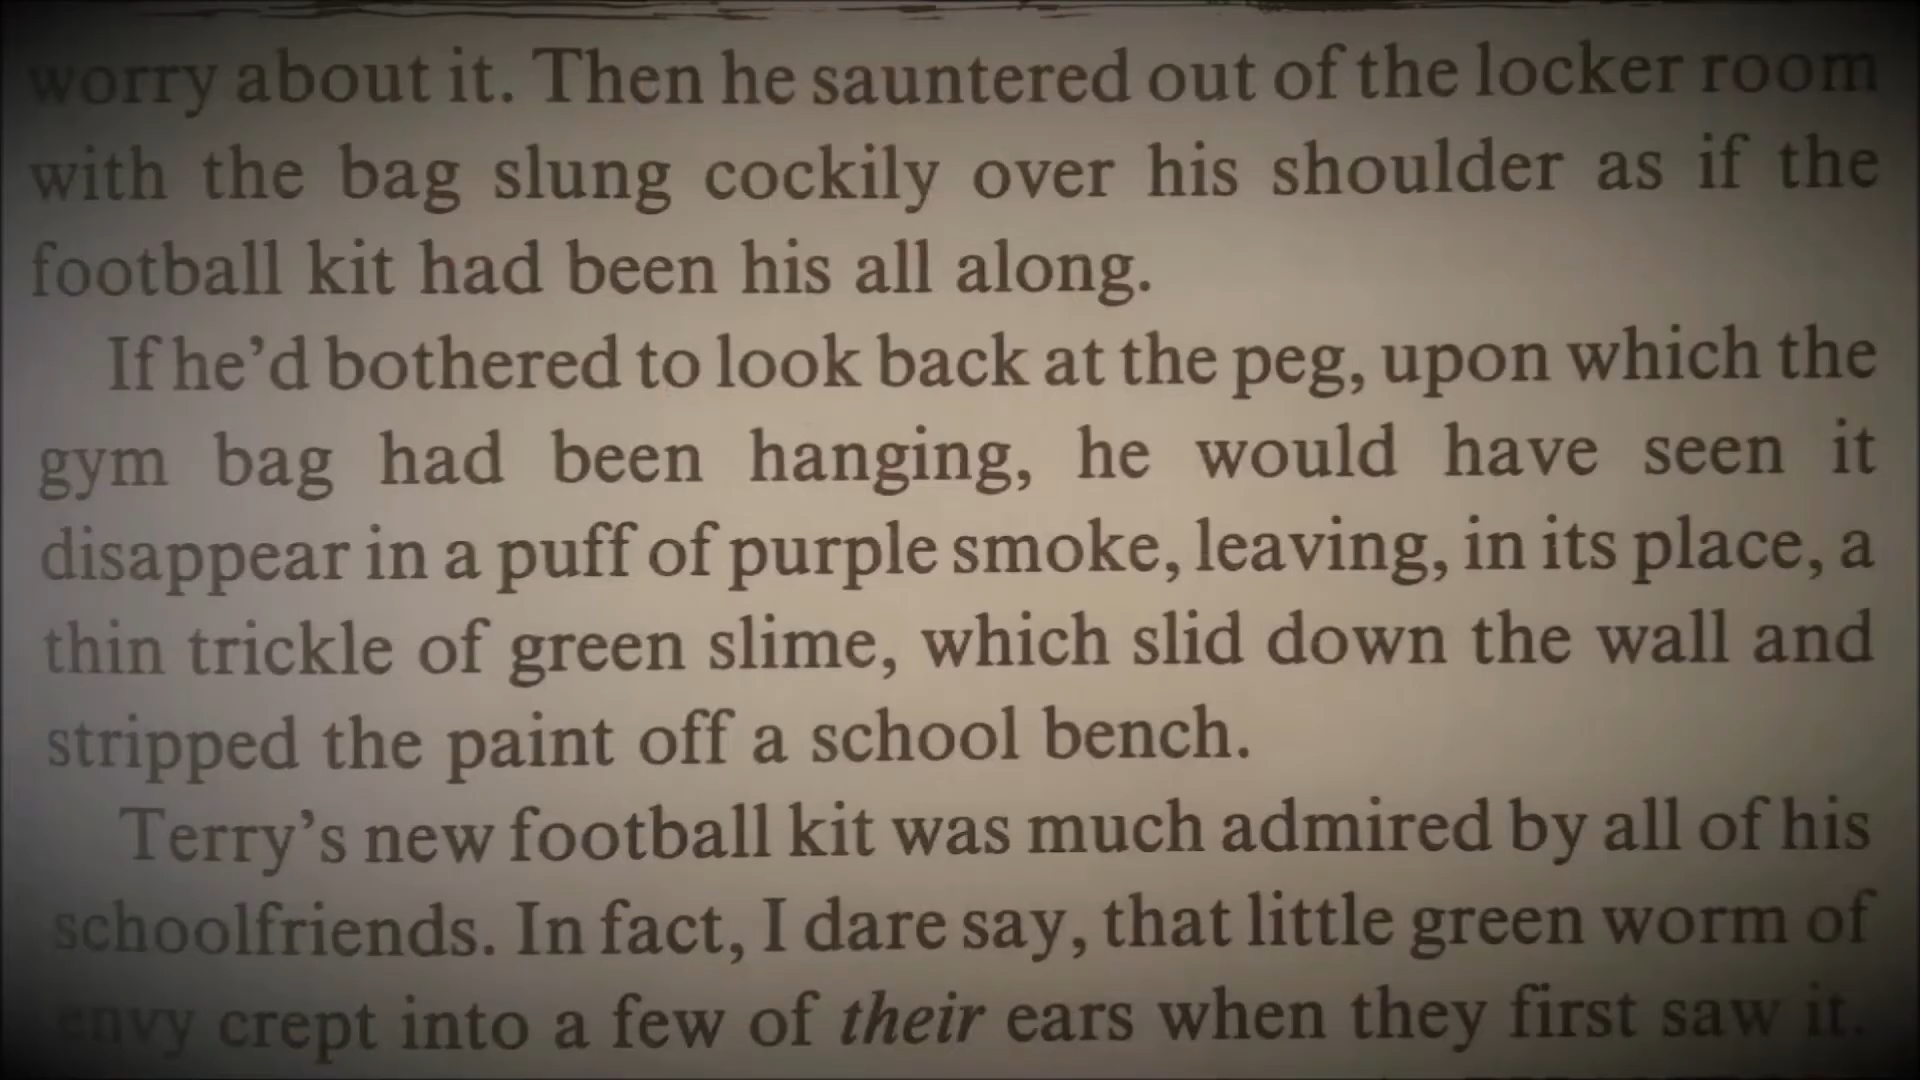 worry about it. Then he sauntered out of the locker room
with the bag slung cockily over his shoulder as if the
football kit had been his all along.
If he'd bothered to look back at the peg, upon which the
gym bag had been hanging, he would have seen it
disappear in a puff of purple smoke, leaving, in its place, a
thin trickle of green slime, which slid down the wall and
stripped the paint off a school bench.
Terry's new football kit was much admired by all of his
schoolfriends. In fact, I dare say, that little green worm of
envy crept into a few of their ears when they first saw it.